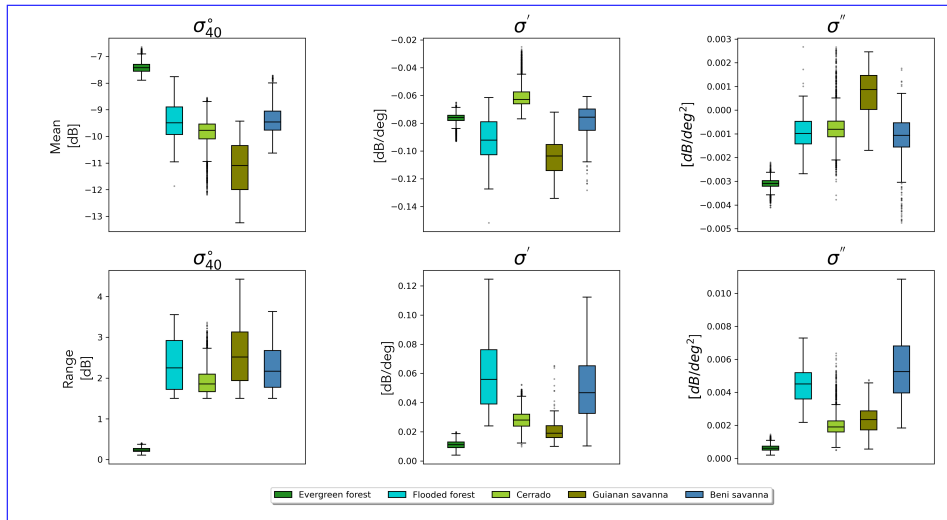 σ°40
σ′
σ″
Mean
[dB]
−7
−8
−9
−10
−11
−12
−13
[dB/deg]
−0.02
−0.04
−0.06
−0.08
−0.10
−0.12
−0.14
[dB/deg²]
0.003
0.002
0.001
0.000
−0.001
−0.002
−0.003
−0.004
−0.005
σ°40
σ′
σ″
Range
[dB]
4
3
2
1
0
[dB/deg]
0.12
0.10
0.08
0.06
0.04
0.02
0.00
[dB/deg²]
0.010
0.008
0.006
0.004
0.002
0.000
Evergreen forest Flooded forest Cerrado Guianan savanna Beni savanna